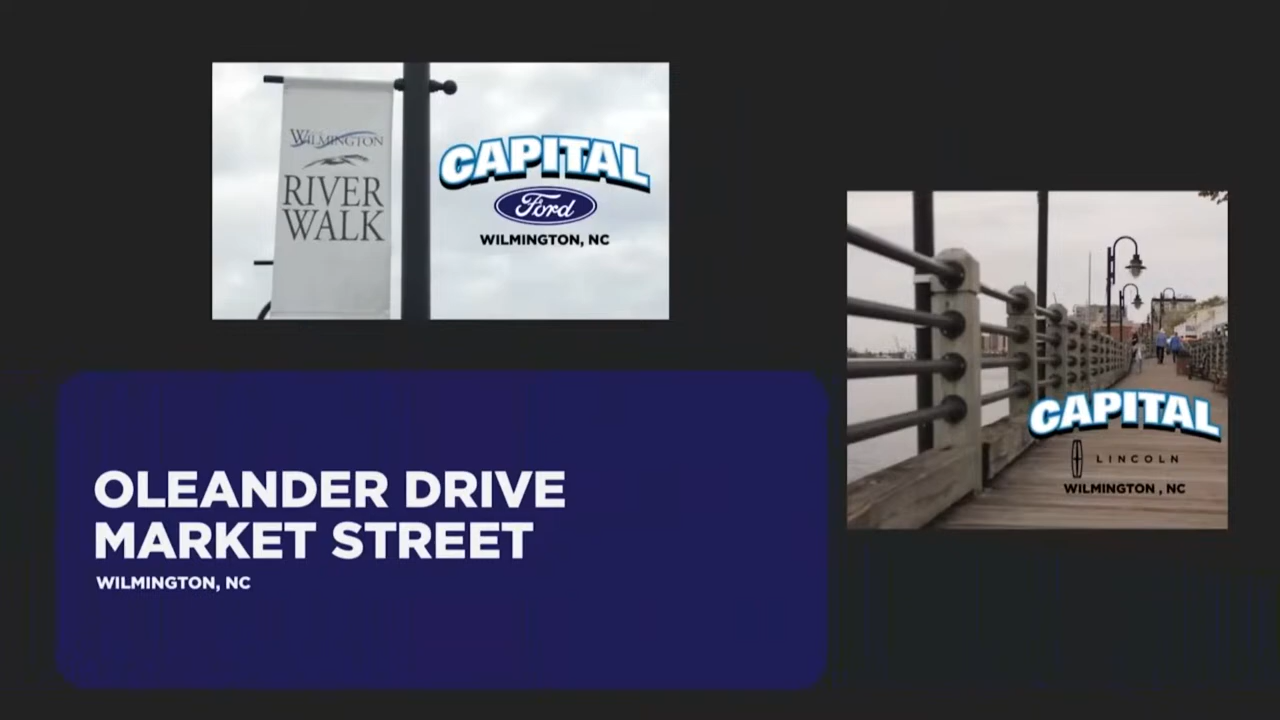 WILMINGTON
RIVER
WALK
CAPITAL
Ford
WILMINGTON, NC
CAPITAL
LINCOLN
WILMINGTON , NC
OLEANDER DRIVE
MARKET STREET
WILMINGTON, NC